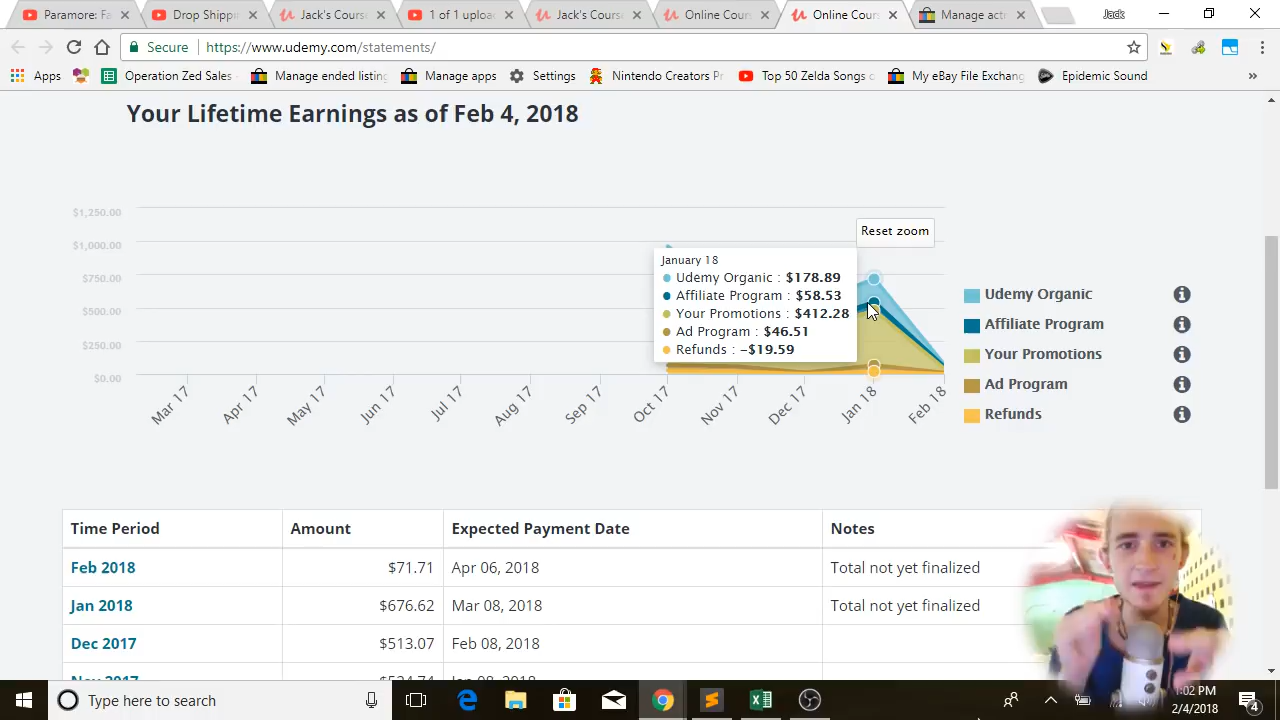 Paramore: Fa
Drop Shippi
Jack's Cours
1 of 1 uploa
Jack's Cours
Online Cours
Online Cours
Manage acti
Jack
Secure
https://www.udemy.com/statements/
Apps
Operation Zed Sales
Manage ended listing
Manage apps
Settings
Nintendo Creators P
Top 50 Zelda Songs c
My eBay File Exchang
Epidemic Sound
»
Your Lifetime Earnings as of Feb 4, 2018
$1,250.00
$1,000.00
$750.00
$500.00
$250.00
$0.00
Reset zoom
January 18
Udemy Organic : $178.89
Affiliate Program : $58.53
Your Promotions : $412.28
Ad Program : $46.51
Refunds : −$19.59
Mar 17
Apr 17
May 17
Jun 17
Jul 17
Aug 17
Sep 17
Oct 17
Nov 17
Dec 17
Jan 18
Feb 18
Udemy Organic
Affiliate Program
Your Promotions
Ad Program
Refunds
Time Period Amount Expected Payment Date Notes
Feb 2018 $71.71 Apr 06, 2018 Total not yet finalized
Jan 2018 $676.62 Mar 08, 2018 Total not yet finalized
Dec 2017 $513.07 Feb 08, 2018
Type here to search
1:02 PM
2/4/2018
4